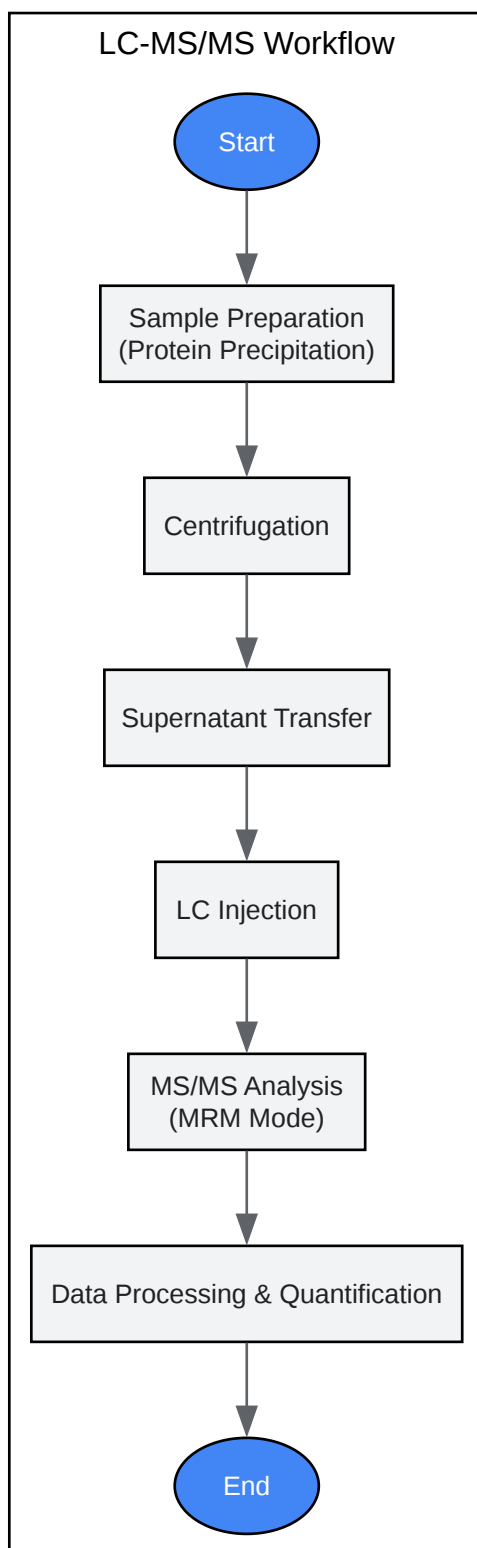 LC-MS/MS Workflow
Start
Sample Preparation
(Protein Precipitation)
Centrifugation
Supernatant Transfer
LC Injection
MS/MS Analysis
(MRM Mode)
Data Processing & Quantification
End